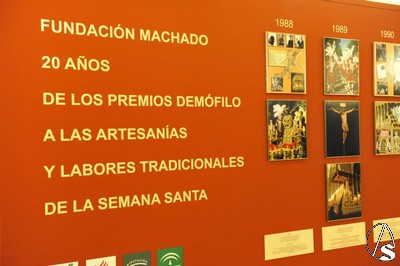 FUNDACIÓN MACHADO
20 AÑOS
DE LOS PREMIOS DEMÓFILO
A LAS ARTESANÍAS
Y LABORES TRADICIONALES
DE LA SEMANA SANTA
1988
1989
1990